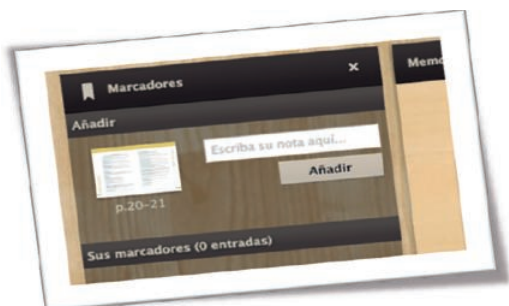 Marcadores
×
Memo
Añadir
Escriba su nota aquí...
Añadir
p.20-21
Sus marcadores (0 entradas)